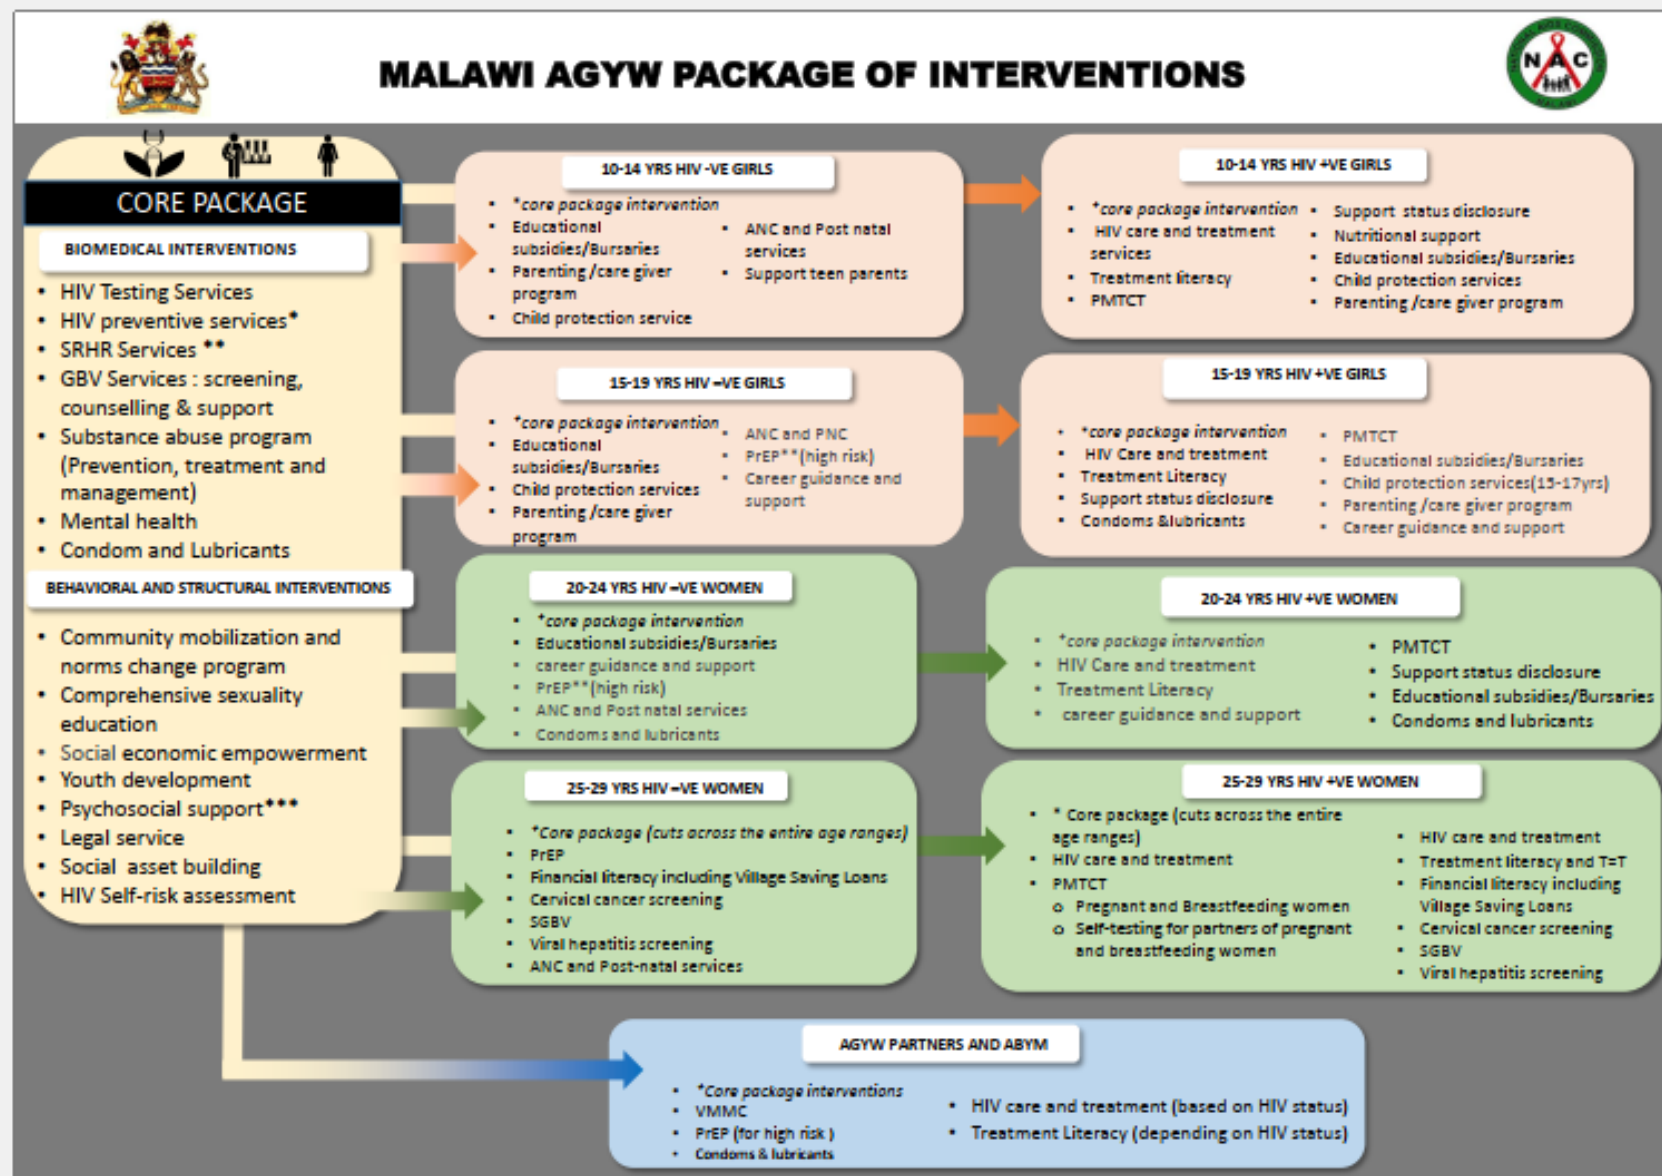 MALAWI AGYW PACKAGE OF INTERVENTIONS
NAC
CORE PACKAGE
BIOMEDICAL INTERVENTIONS
• HIV Testing Services
• HIV preventive services*
• SRHR Services **
• GBV Services : screening,
counselling & support
• Substance abuse program
(Prevention, treatment and
management)
• Mental health
• Condom and Lubricants
BEHAVIORAL AND STRUCTURAL INTERVENTIONS
• Community mobilization and
norms change program
• Comprehensive sexuality
education
• Social economic empowerment
• Youth development
• Psychosocial support***
• Legal service
• Social asset building
• HIV Self-risk assessment
10-14 YRS HIV -VE GIRLS
• *core package intervention
• Educational
subsidies/Bursaries
• Parenting /care giver
program
• Child protection service
• ANC and Post natal
services
• Support teen parents
10-14 YRS HIV +VE GIRLS
• *core package intervention
• HIV care and treatment
services
• Treatment literacy
• PMTCT
• Support status disclosure
• Nutritional support
• Educational subsidies/Bursaries
• Child protection services
• Parenting /care giver program
15-19 YRS HIV –VE GIRLS
• *core package intervention
• Educational
subsidies/Bursaries
• Child protection services
• Parenting /care giver
program
• ANC and PNC
• PrEP**(high risk)
• Career guidance and
support
15-19 YRS HIV +VE GIRLS
• *core package intervention
• HIV Care and treatment
• Treatment Literacy
• Support status disclosure
• Condoms &lubricants
• PMTCT
• Educational subsidies/Bursaries
• Child protection services(15-17yrs)
• Parenting /care giver program
• Career guidance and support
20-24 YRS HIV –VE WOMEN
• *core package intervention
• Educational subsidies/Bursaries
• career guidance and support
• PrEP**(high risk)
• ANC and Post natal services
• Condoms and lubricants
20-24 YRS HIV +VE WOMEN
• *core package intervention
• HIV Care and treatment
• Treatment Literacy
• career guidance and support
• PMTCT
• Support status disclosure
• Educational subsidies/Bursaries
• Condoms and lubricants
25-29 YRS HIV –VE WOMEN
• *Core package (cuts across the entire age ranges)
• PrEP
• Financial literacy including Village Saving Loans
• Cervical cancer screening
• SGBV
• Viral hepatitis screening
• ANC and Post-natal services
25-29 YRS HIV +VE WOMEN
• * Core package (cuts across the entire
age ranges)
• HIV care and treatment
• PMTCT
o Pregnant and Breastfeeding women
o Self-testing for partners of pregnant
and breastfeeding women
• HIV care and treatment
• Treatment literacy and T=T
• Financial literacy including
Village Saving Loans
• Cervical cancer screening
• SGBV
• Viral hepatitis screening
AGYW PARTNERS AND ABYM
• *Core package interventions
• VMMC
• PrEP (for high risk )
• Condoms & lubricants
• HIV care and treatment (based on HIV status)
• Treatment Literacy (depending on HIV status)